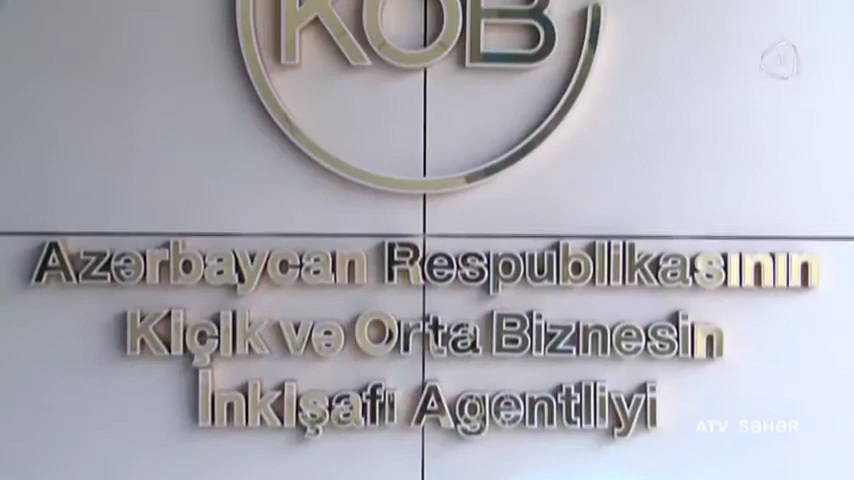 KOB
Azərbaycan Respublikasının
Kiçik və Orta Biznesin
İnkişafı Agentliyi
ATV SƏHƏR